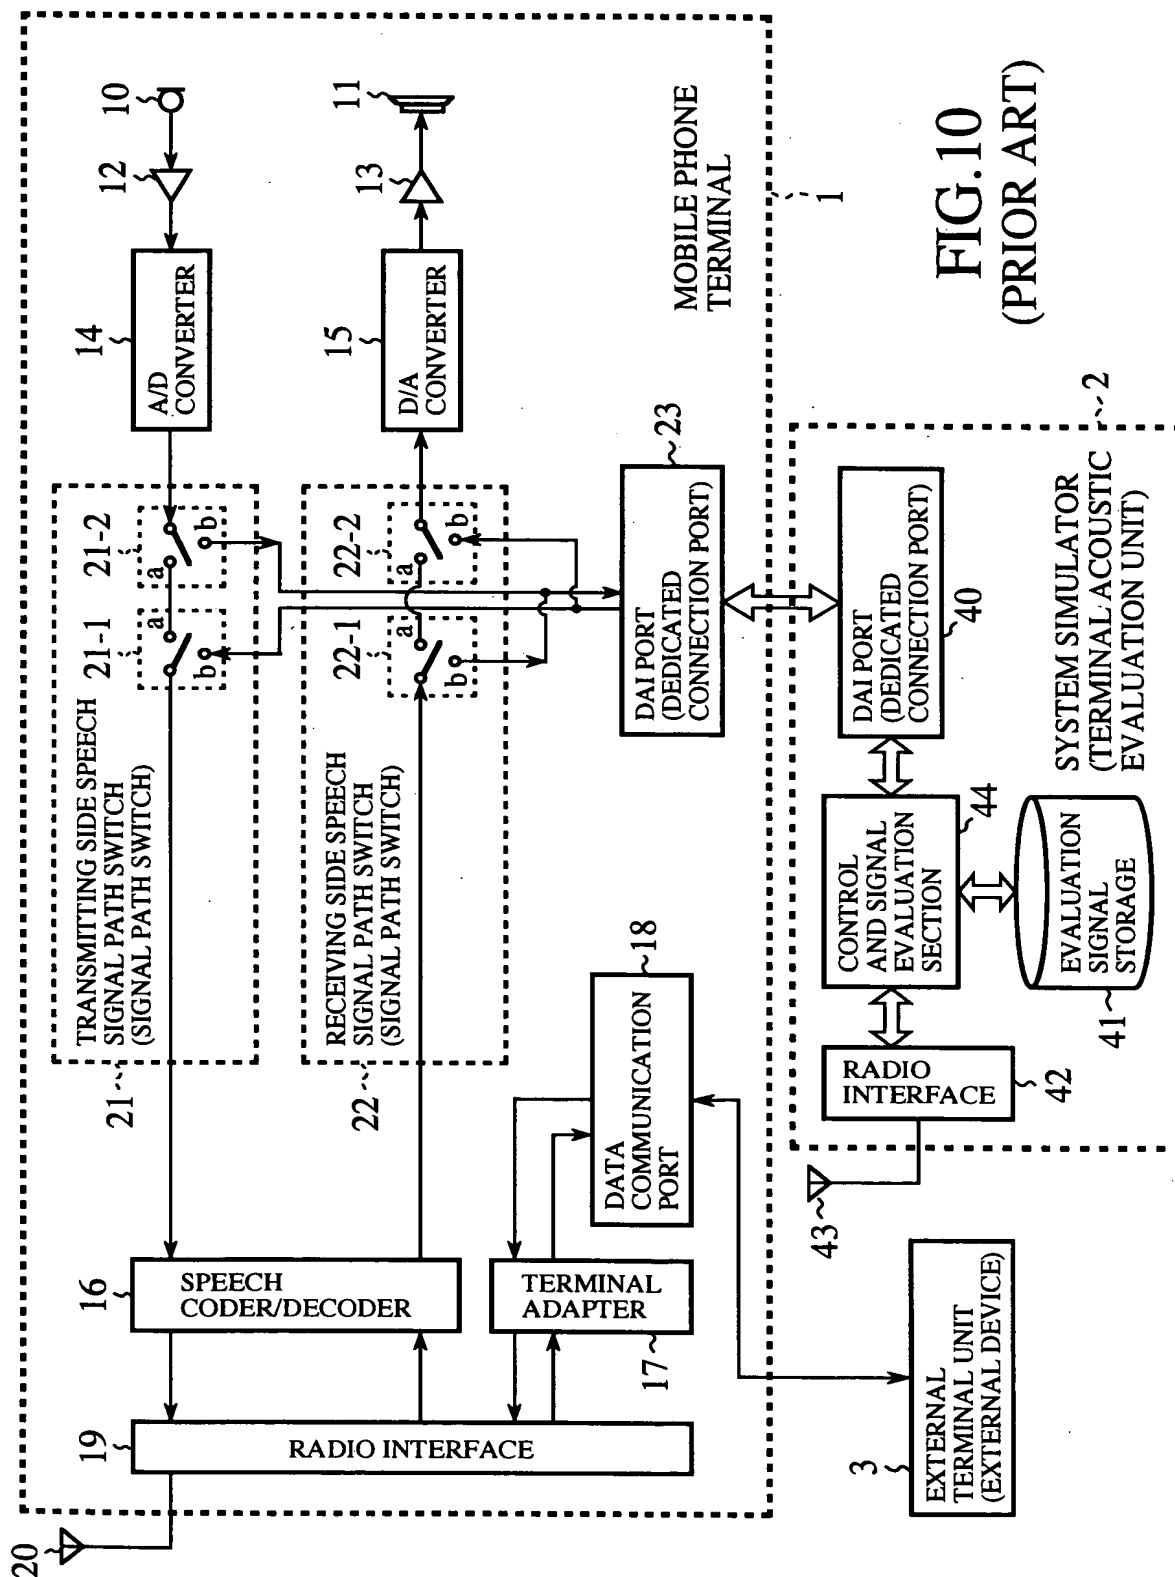 20
19
RADIO INTERFACE
16
SPEECH
CODER/DECODER
TERMINAL
ADAPTER
17
DATA
COMMUNICATION
PORT
18
21
TRANSMITTING SIDE SPEECH
SIGNAL PATH SWITCH
(SIGNAL PATH SWITCH)
21-1
a
b
21-2
a
b
22
RECEIVING SIDE SPEECH
SIGNAL PATH SWITCH
(SIGNAL PATH SWITCH)
22-1
a
b
22-2
a
b
14
A/D
CONVERTER
12
10
15
D/A
CONVERTER
13
11
DAI PORT
(DEDICATED
CONNECTION PORT)
23
MOBILE PHONE
TERMINAL
1
3
EXTERNAL
TERMINAL UNIT
(EXTERNAL DEVICE)
43
RADIO
INTERFACE
42
CONTROL
AND SIGNAL
EVALUATION
SECTION
44
41
EVALUATION
SIGNAL
STORAGE
DAI PORT
(DEDICATED
CONNECTION PORT)
40
SYSTEM SIMULATOR
(TERMINAL ACOUSTIC
EVALUATION UNIT)
2
FIG.10
(PRIOR ART)